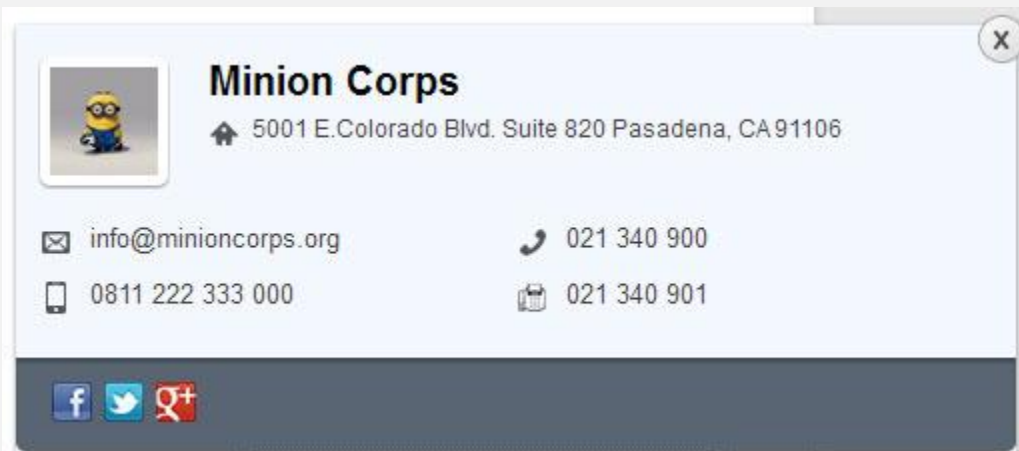 x
Minion Corps
5001 E.Colorado Blvd. Suite 820 Pasadena, CA 91106
info@minioncorps.org
021 340 900
0811 222 333 000
021 340 901
f
g+